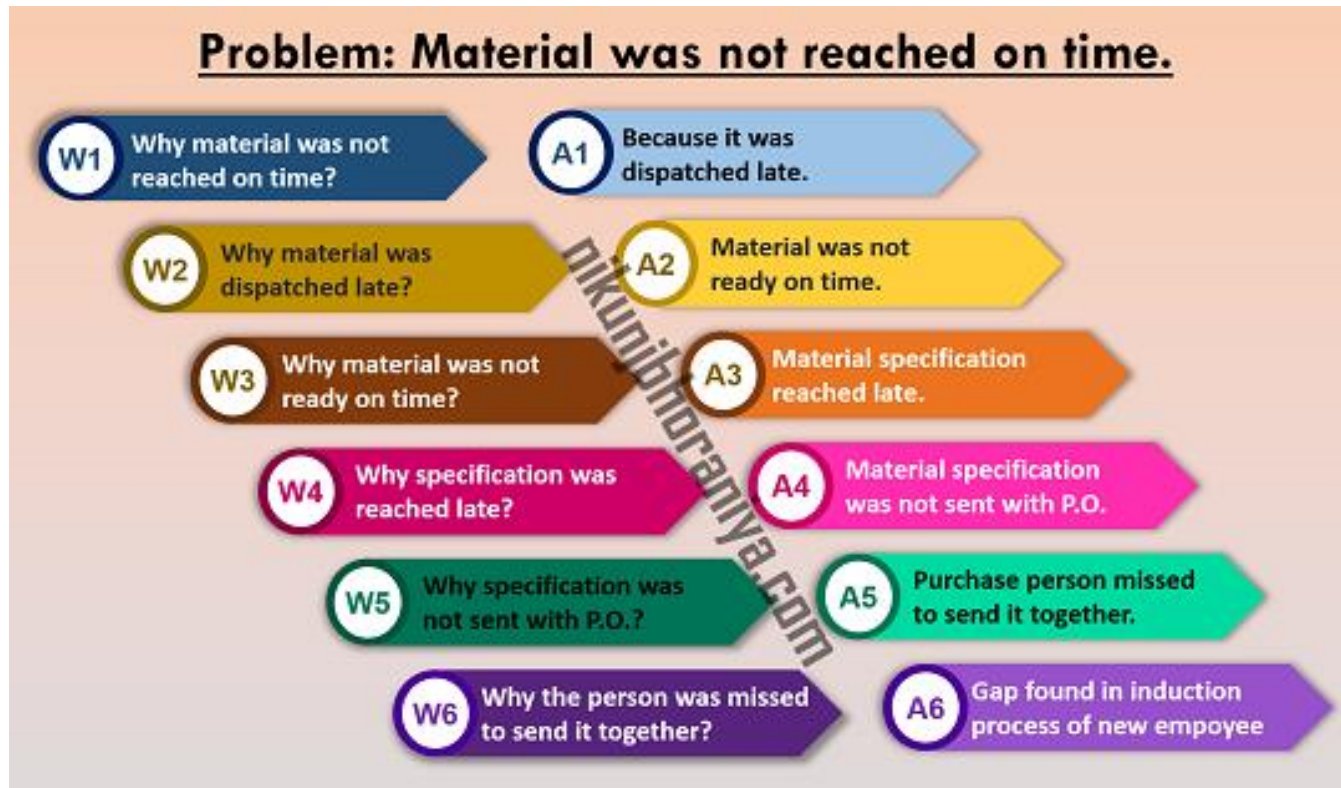 Problem: Material was not reached on time.
W1
Why material was not
reached on time?
A1
Because it was
dispatched late.
W2
Why material was
dispatched late?
A2
Material was not
ready on time.
W3
Why material was not
ready on time?
A3
Material specification
reached late.
W4
Why specification was
reached late?
A4
Material specification
was not sent with P.O.
W5
Why specification was
not sent with P.O.?
A5
Purchase person missed
to send it together.
W6
Why the person was missed
to send it together?
A6
Gap found in induction
process of new empoyee
nikunjbhoraniya.com